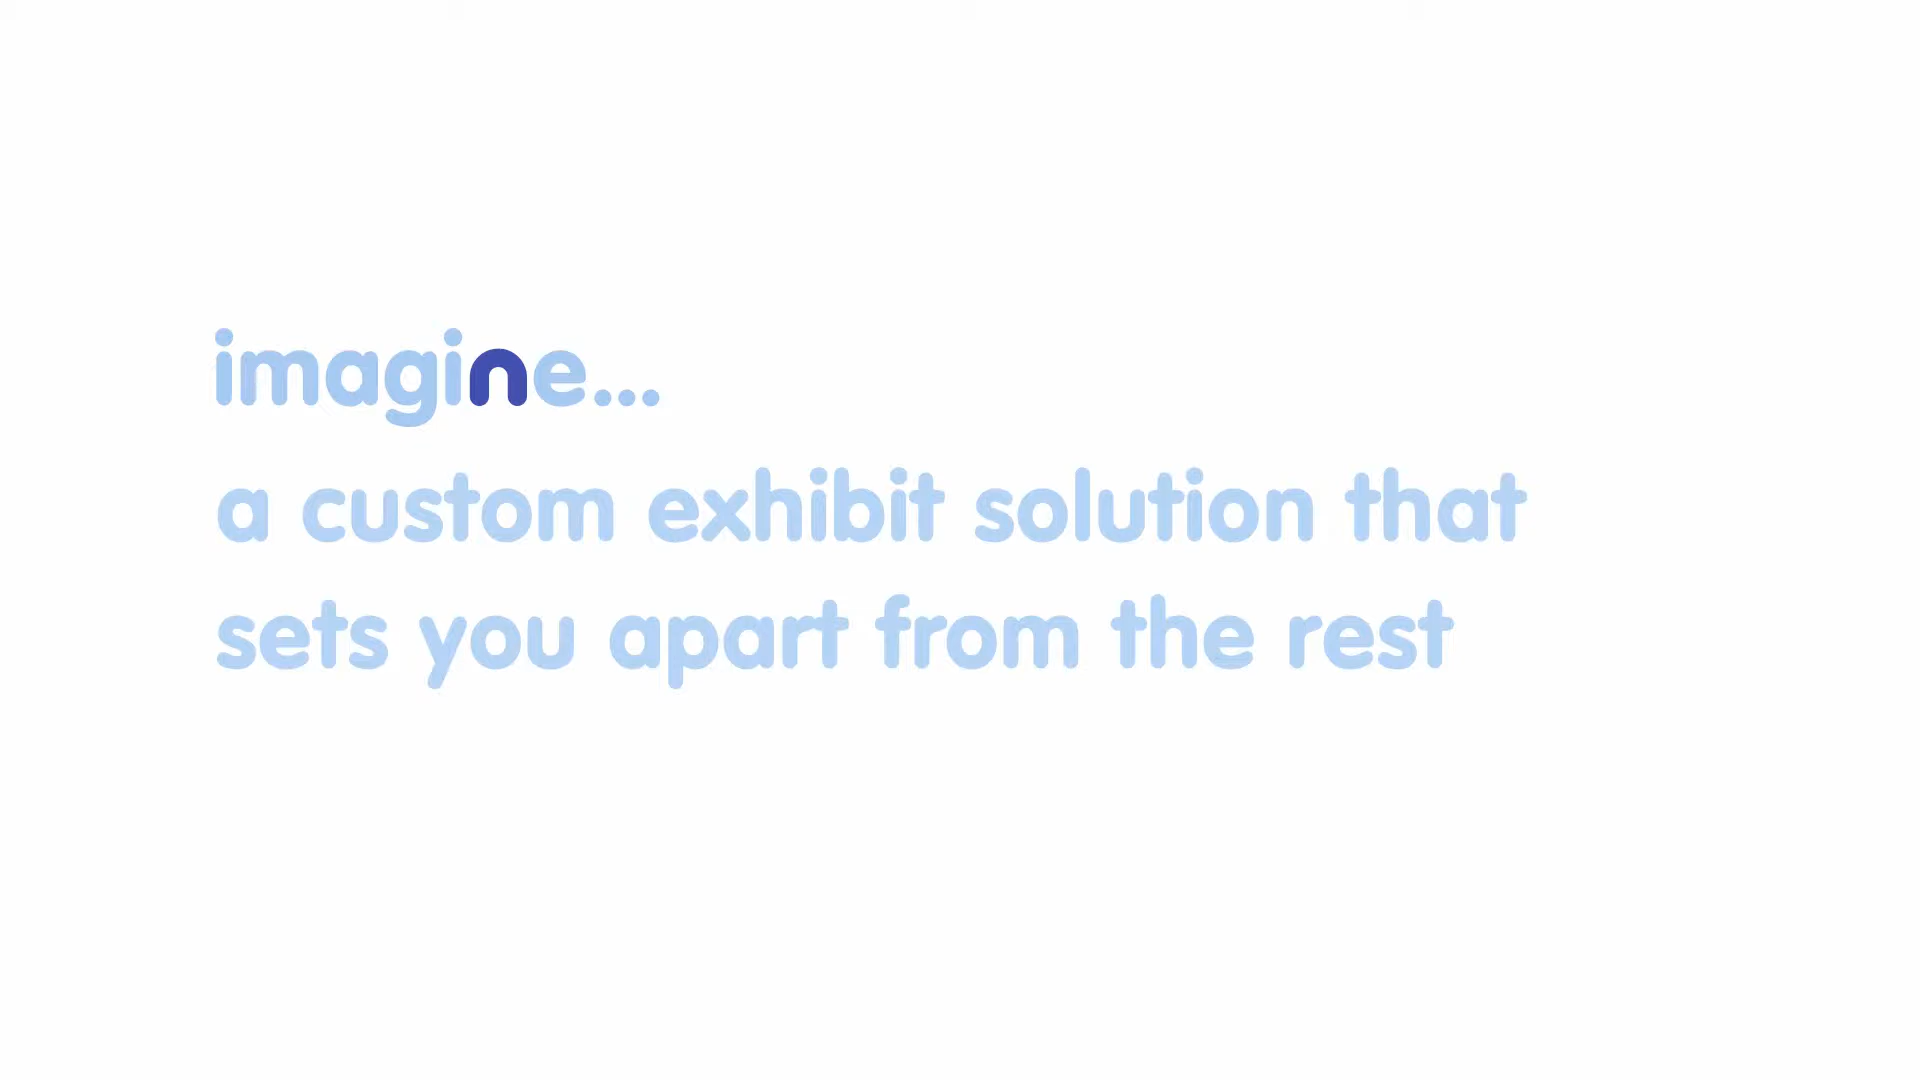 imagine...
a custom exhibit solution that
sets you apart from the rest